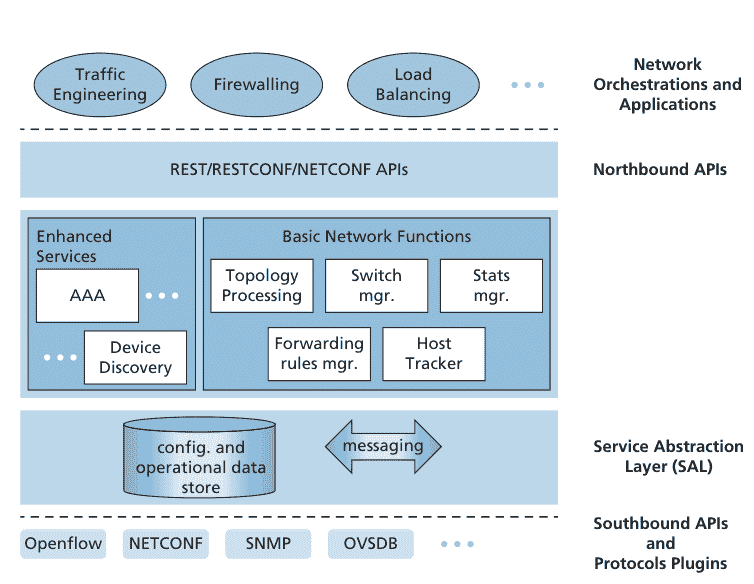 Traffic
Engineering
Firewalling
Load
Balancing
Network
Orchestrations and
Applications
REST/RESTCONF/NETCONF APIs
Northbound APIs
Enhanced
Services
AAA
Device
Discovery
Basic Network Functions
Topology
Processing
Switch
mgr.
Stats
mgr.
Forwarding
rules mgr.
Host
Tracker
config. and
operational data
store
messaging
Service Abstraction
Layer (SAL)
Openflow
NETCONF
SNMP
OVSDB
Southbound APIs
and
Protocols Plugins